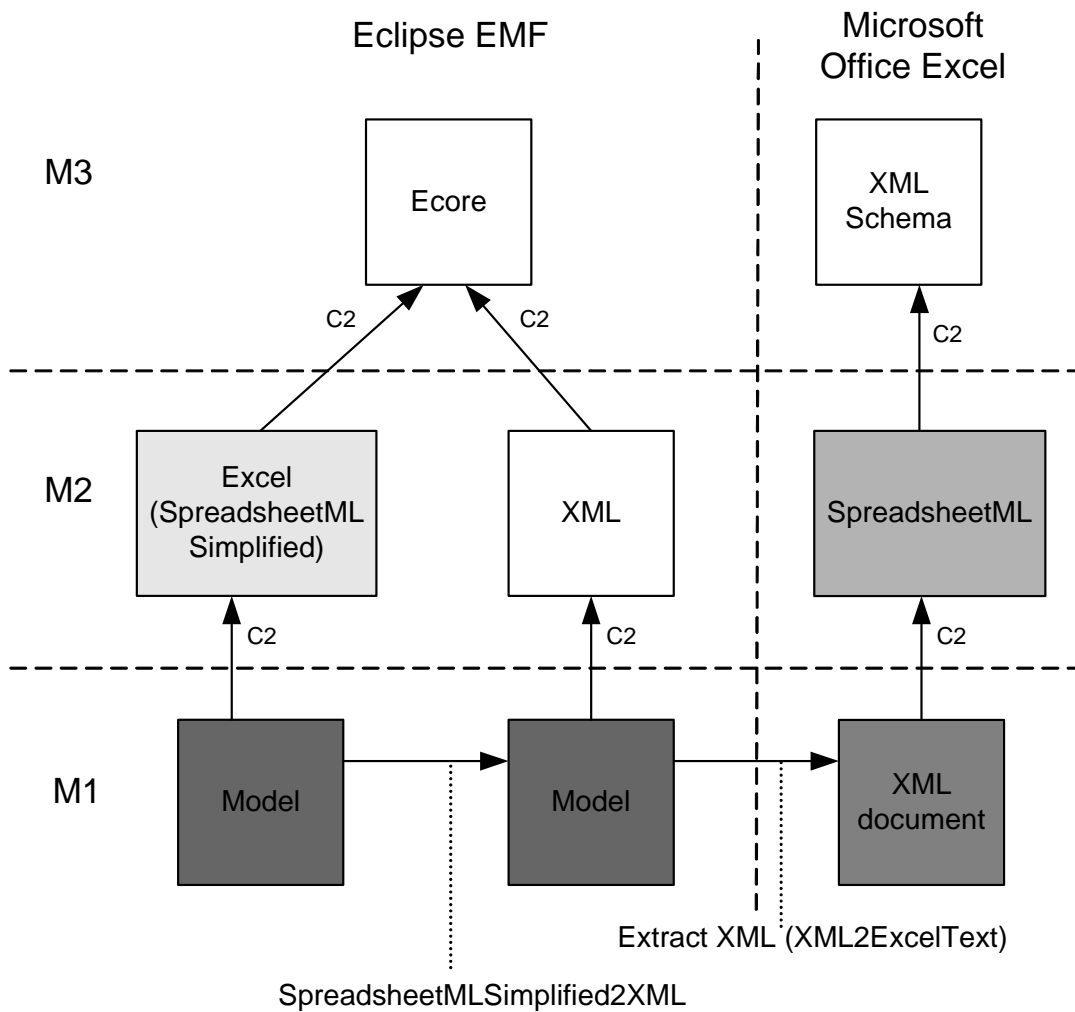 Eclipse EMF
Microsoft
Office Excel
M3
Ecore
XML
Schema
C2
C2
C2
M2
Excel
(SpreadsheetML
Simplified)
XML
SpreadsheetML
C2
C2
C2
M1
Model
Model
XML
document
Extract XML (XML2ExcelText)
SpreadsheetMLSimplified2XML